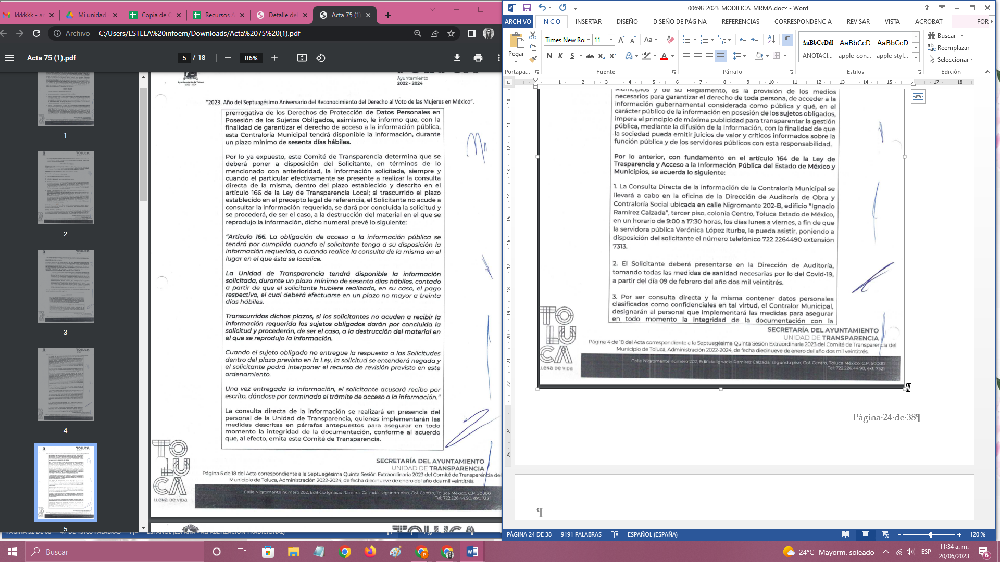 kkkkkk - a
Mi unidad
Copia de C
Recursos A
Detalle del
Acta 75 (1)
Archivo
C:/Users/ESTELA%20infoem/Downloads/Acta%2075%20(1).pdf
Acta 75 (1).pdf
5 / 18
86%
1
2
3
4
5
Ayuntamiento de Toluca
Ayuntamiento
2022 - 2024
“2023. Año del Septuagésimo Aniversario del Reconocimiento del Derecho al Voto de las Mujeres en México”.
prerrogativa de los Derechos de Protección de Datos Personales en
Posesión de los Sujetos Obligados, asimismo, le informo que, con la
finalidad de garantizar el derecho de acceso a la información pública,
esta Contraloría Municipal tendrá disponible la información, durante
un plazo mínimo de sesenta días hábiles.
Por lo ya expuesto, este Comité de Transparencia determina que se
deberá poner a disposición del Solicitante, en términos de lo
mencionado con anterioridad, la información solicitada, siempre y
cuando el particular efectivamente se presente a realizar la consulta
directa de la misma, dentro del plazo establecido y descrito en el
artículo 166 de la Ley de Transparencia Local; si trascurrido el plazo
establecido en el precepto legal de referencia, el Solicitante no acude a
consultar la información requerida, se dará por concluida la solicitud y
se procederá, de ser el caso, a la destrucción del material en el que se
reprodujo la información, dicho numeral prevé lo siguiente:
“Artículo 166. La obligación de acceso a la información pública se
tendrá por cumplida cuando el solicitante tenga a su disposición la
información requerida, o cuando realice la consulta de la misma en el
lugar en el que ésta se localice.
La Unidad de Transparencia tendrá disponible la información
solicitada, durante un plazo mínimo de sesenta días hábiles, contado
a partir de que el solicitante hubiere realizado, en su caso, el pago
respectivo, el cual deberá efectuarse en un plazo no mayor a treinta
días hábiles.
Transcurridos dichos plazos, si los solicitantes no acuden a recibir la
información requerida los sujetos obligados darán por concluida la
solicitud y procederán, de ser el caso, a la destrucción del material en
el que se reprodujo la información.
Cuando el sujeto obligado no entregue la respuesta a las Solicitudes
dentro del plazo previsto en la Ley, la solicitud se entenderá negada y
el solicitante podrá interponer el recurso de revisión previsto en este
ordenamiento.
Una vez entregada la información, el solicitante acusará recibo por
escrito, dándose por terminado el trámite de acceso a la información.”
La consulta directa de la información se realizará en presencia del
personal de la Unidad de Transparencia, quienes implementarán las
medidas descritas en párrafos antepuestos para asegurar en todo
momento la integridad de la documentación, conforme al acuerdo
que, al efecto, emita este Comité de Transparencia.
TOLUCA
LLENA DE VIDA
SECRETARÍA DEL AYUNTAMIENTO
UNIDAD DE TRANSPARENCIA
Página 5 de 18 del Acta correspondiente a la Septuagésima Quinta Sesión Extraordinaria 2023 del Comité de Transparencia del
Municipio de Toluca, Administración 2022-2024, de fecha diecinueve de enero del año dos mil veintitrés.
Calle Nigromante número 202, Edificio Ignacio Ramírez Calzada, segundo piso, Col. Centro, Toluca México, C.P. 50000
Tel: 722.226.44.90, ext. 7321
00698_2023_MODIFICA_MRMA.docx - Word
ARCHIVO INICIO INSERTAR DISEÑO DISEÑO DE PÁGINA REFERENCIAS CORRESPONDENCIA REVISAR VISTA ACROBAT FOR
Pegar
Times New Ro 11
N K S abc x₂ x²
AaBbCcDdI AaBbCcD AaBbCcD
ANOTACI... apple-con... apple-styl...
Buscar
Reemplazar
Seleccionar
Portapa... Fuente Párrafo Estilos Edición
1 2 3 4 5 6 7 8 9 10 11 12 13 14 15 17 18
10 11 12 13 14 15 16 17 18 19 20 21 22 24 25
Municipios y de su Reglamento, es la provisión de los medios
necesarios para garantizar el derecho de toda persona, de acceder a la
información gubernamental considerada como pública y qué, en el
carácter público de la información en posesión de los sujetos obligados,
impera el principio de máxima publicidad para transparentar la gestión
pública, mediante la difusión de la información, con la finalidad de que
la sociedad pueda emitir juicios de valor y críticos informados sobre la
función pública y de los servidores públicos con esta responsabilidad.
Por lo anterior, con fundamento en el artículo 164 de la Ley de
Trasparencia y Acceso a la Información Pública del Estado de México y
Municipios, se acuerda lo siguiente:
1. La Consulta Directa de la información de la Contraloría Municipal se
llevará a cabo en la oficina de la Dirección de Auditoría de Obra y
Contraloría Social ubicada en calle Nigromante 202-B, edificio “Ignacio
Ramírez Calzada”, tercer piso, colonia Centro, Toluca Estado de México,
en un horario de 9:00 a 17:30 horas, los días lunes a viernes, a fin de que
la servidora pública Verónica López Iturbe, le pueda asistir, poniendo a
disposición del solicitante el número telefónico 722 2264490 extensión
7313.
2. El Solicitante deberá presentarse en la Dirección de Auditoría,
tomando todas las medidas de sanidad necesarias por lo del Covid-19,
a partir del día 09 de febrero del año dos mil veintitrés.
3. Por ser consulta directa y la misma contener datos personales
clasificados como confidenciales en tal virtud, el Contralor Municipal,
designarán al personal que implementará las medidas para asegurar
en todo momento la integridad de la documentación con la
TOLUCA
LLENA DE VIDA
SECRETARÍA DEL AYUNTAMIENTO
UNIDAD DE TRANSPARENCIA
Página 4 de 18 del Acta correspondiente a la Septuagésima Quinta Sesión Extraordinaria 2023 del Comité de Transparencia del
Municipio de Toluca, Administración 2022-2024, de fecha diecinueve de enero del año dos mil veintitrés.
Calle Nigromante número 202, Edificio Ignacio Ramírez Calzada, segundo piso, Col. Centro, Toluca México, C.P. 50000
Tel: 722.226.44.90, ext. 7321
¶
Página·24·de·38¶
¶
PÁGINA 24 DE 38 9191 PALABRAS ESPAÑOL (ESPAÑA) 120 %
Buscar
24°C Mayorm. soleado
ESP
11:34 a. m.
20/06/2023
6